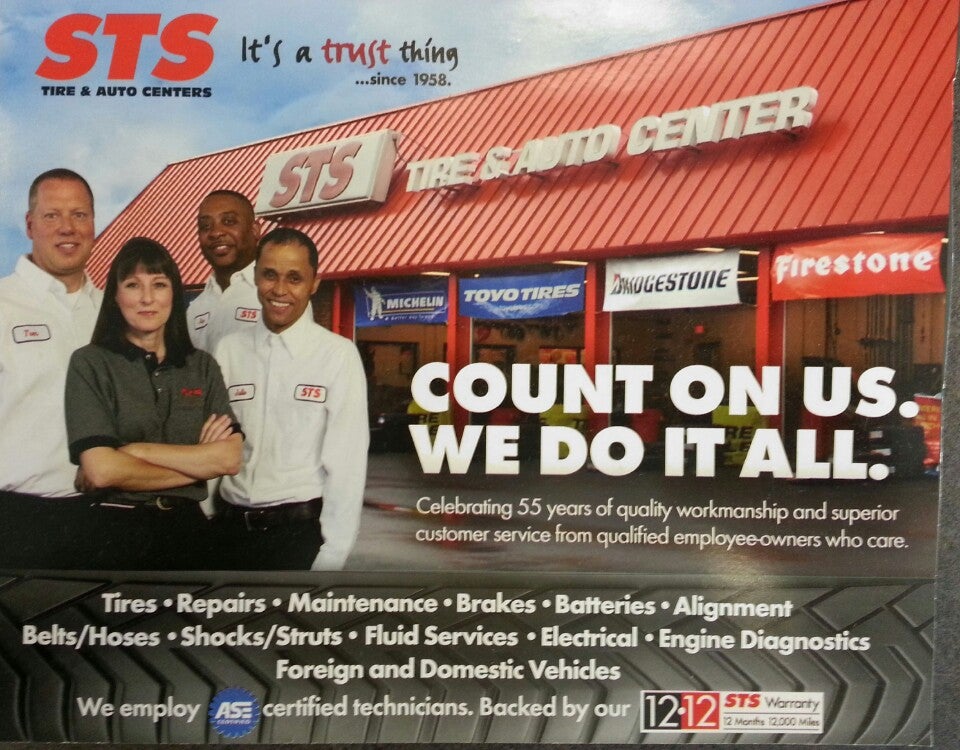 STS
TIRE & AUTO CENTERS
It's a trust thing
...since 1958.
STS TIRE & AUTO CENTER
MICHELIN
TOYO TIRES
BRIDGESTONE
Firestone
Tom
STS
STS
COUNT ON US.
WE DO IT ALL.
Celebrating 55 years of quality workmanship and superior
customer service from qualified employee-owners who care.
Tires • Repairs • Maintenance • Brakes • Batteries • Alignment
Belts/Hoses • Shocks/Struts • Fluid Services • Electrical • Engine Diagnostics
Foreign and Domestic Vehicles
We employ ASE CERTIFIED certified technicians. Backed by our 12•12 STS Warranty
12 Months 12,000 Miles